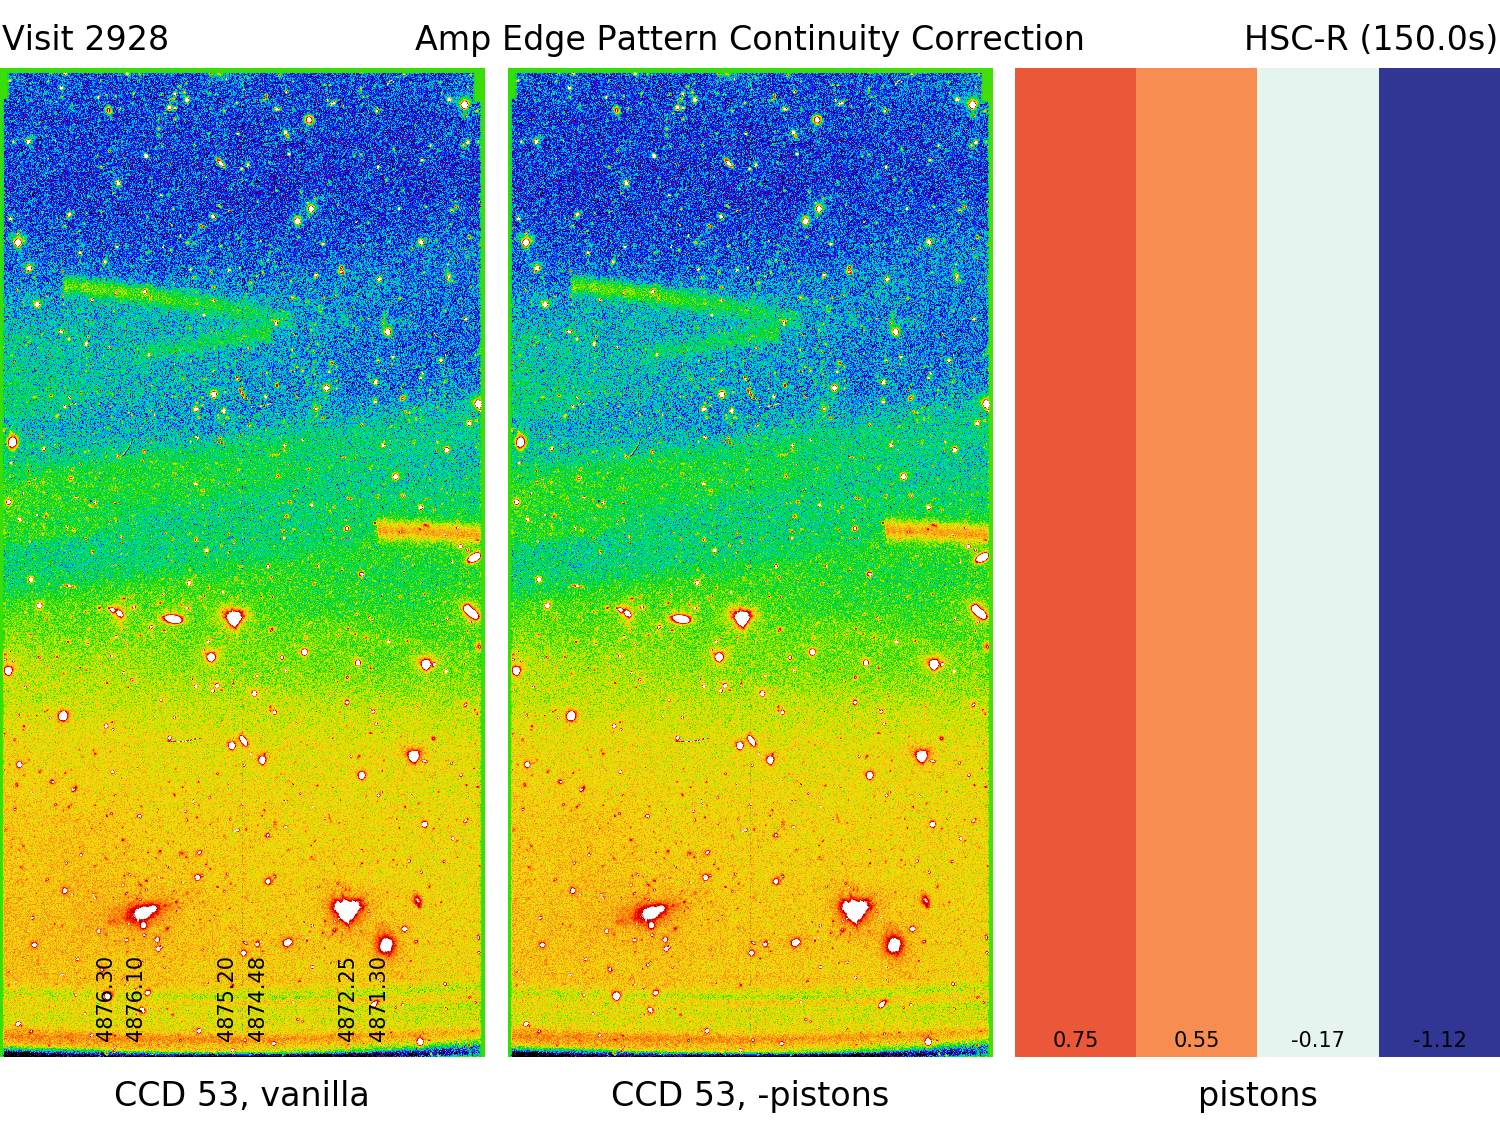 Visit 2928
Amp Edge Pattern Continuity Correction
HSC-R (150.0s)
4876.30
4876.10
4875.20
4874.48
4872.25
4871.30
0.75
0.55
-0.17
-1.12
CCD 53, vanilla
CCD 53, -pistons
pistons